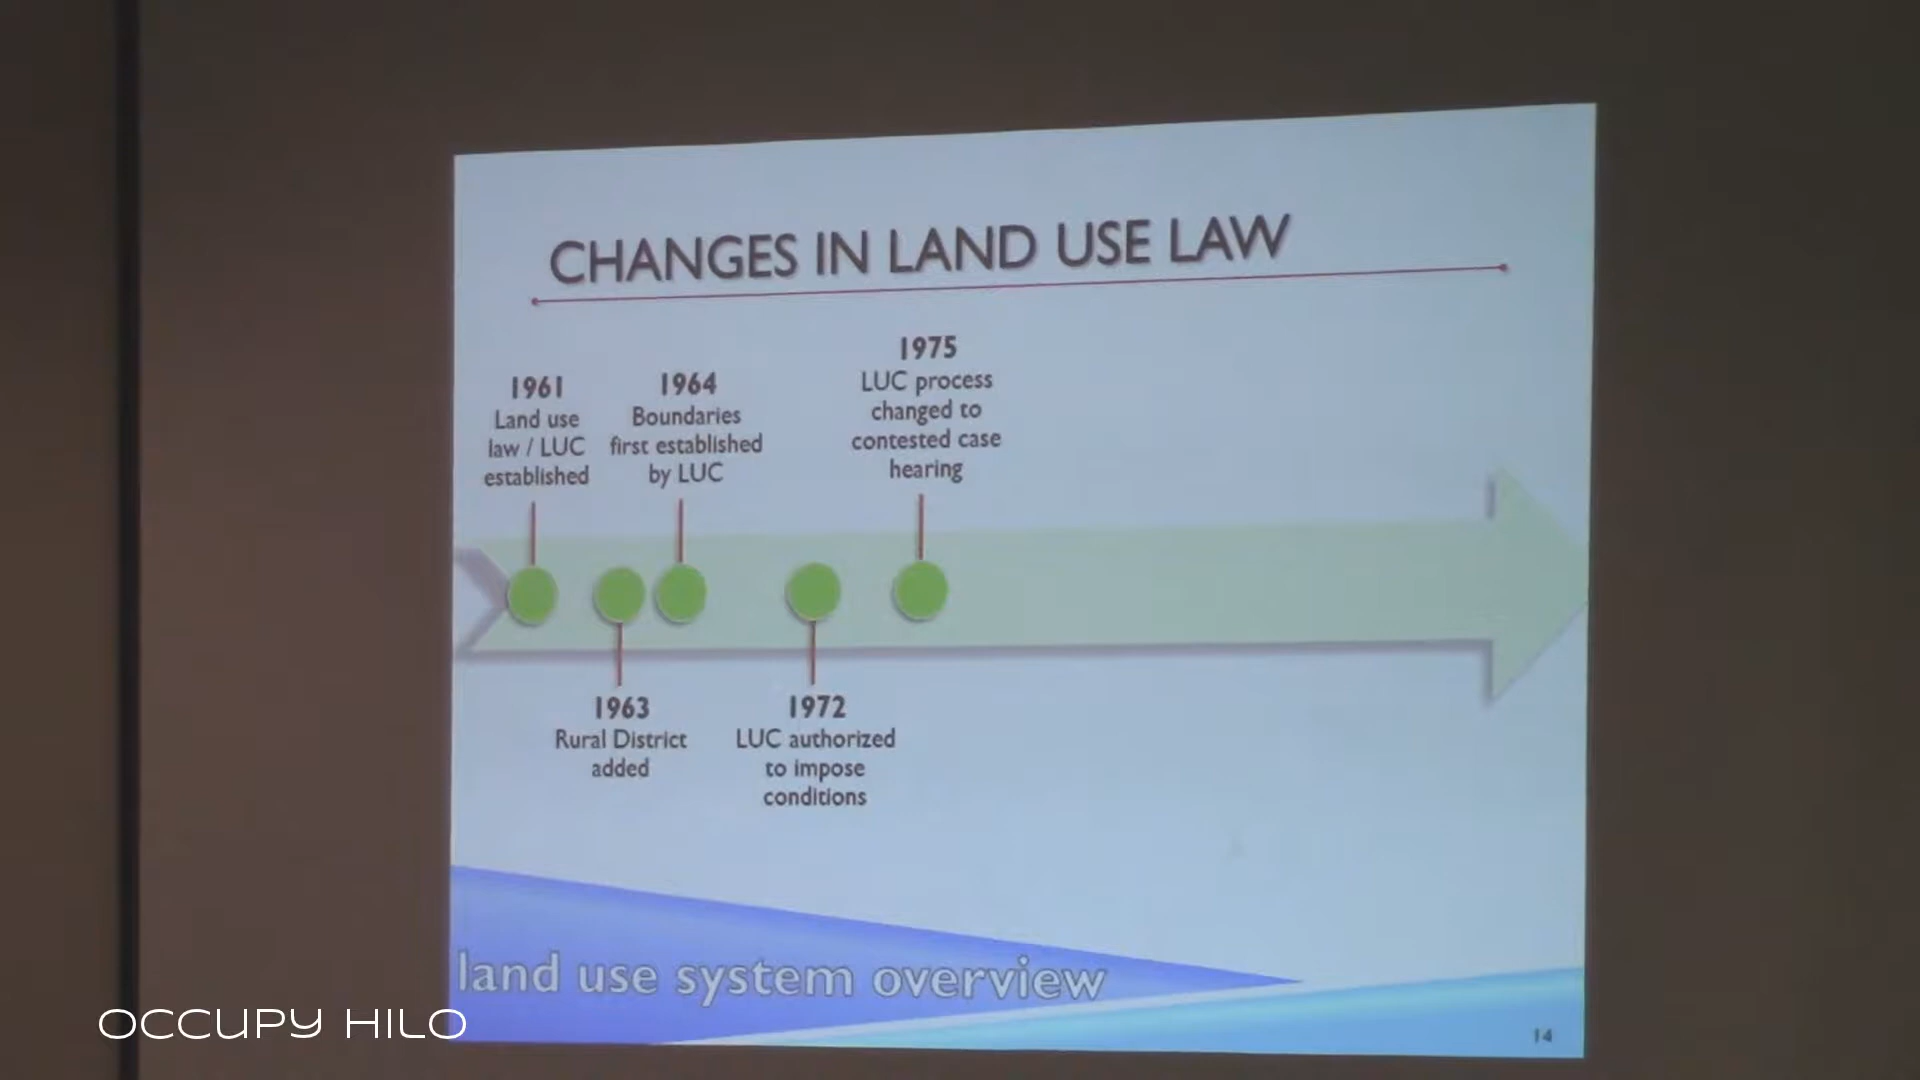 CHANGES IN LAND USE LAW
1961
Land use
law / LUC
established
1964
Boundaries
first established
by LUC
1975
LUC process
changed to
contested case
hearing
1963
Rural District
added
1972
LUC authorized
to impose
conditions
land use system overview
14
OCCUPY HILO